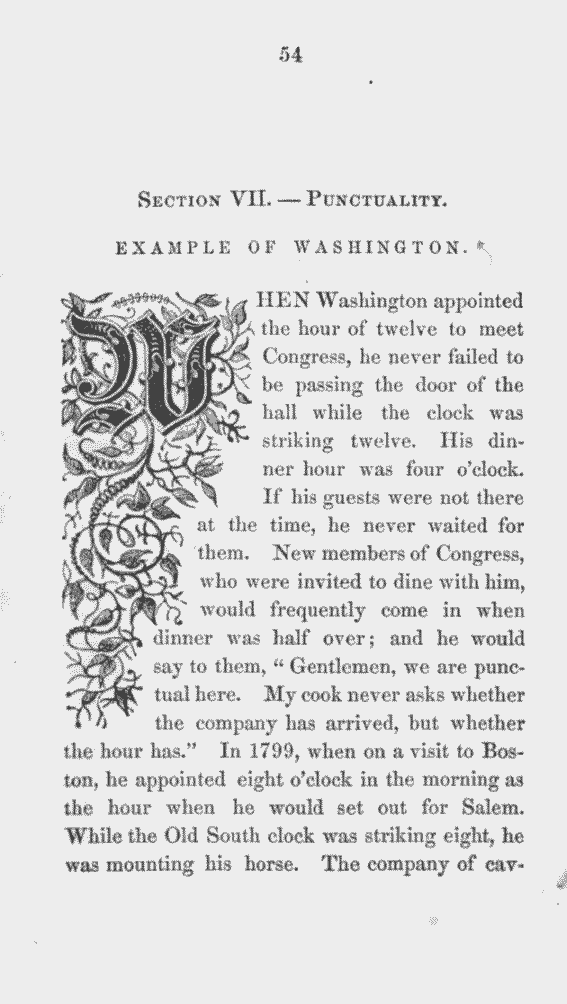 54
SECTION VII. — PUNCTUALITY.
EXAMPLE OF WASHINGTON.
WHEN Washington appointed
the hour of twelve to meet
Congress, he never failed to
be passing the door of the
hall while the clock was
striking twelve. His din-
ner hour was four o'clock.
If his guests were not there
at the time, he never waited for
them. New members of Congress,
who were invited to dine with him,
would frequently come in when
dinner was half over; and he would
say to them, "Gentlemen, we are punc-
tual here. My cook never asks whether
the company has arrived, but whether
the hour has." In 1799, when on a visit to Bos-
ton, he appointed eight o'clock in the morning as
the hour when he would set out for Salem.
While the Old South clock was striking eight, he
was mounting his horse. The company of cav-